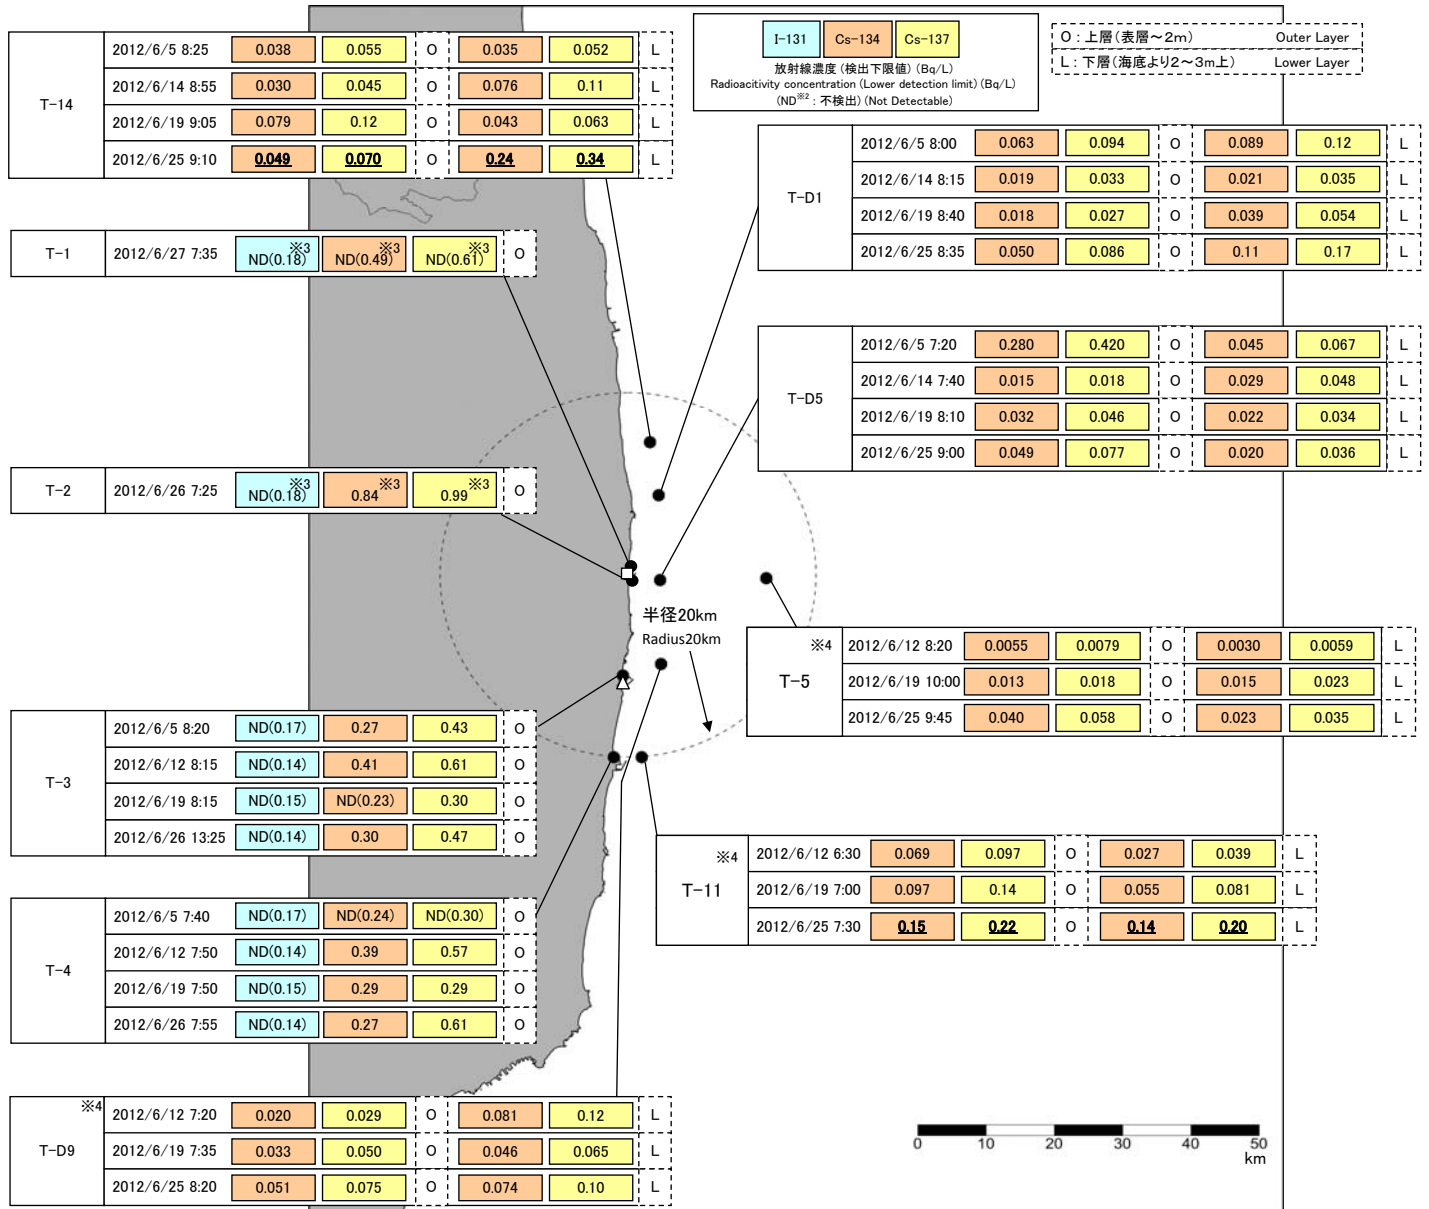 I-131 Cs-134 Cs-137
放射線濃度 (検出下限値) (Bq/L)
Radioacitivity concentration (Lower detection limit) (Bq/L)
(ND※2 : 不検出) (Not Detectable)
O : 上層(表層～2m) Outer Layer
L : 下層(海底より2～3m上) Lower Layer
T-14
2012/6/5 8:25 0.038 0.055 O 0.035 0.052 L
2012/6/14 8:55 0.030 0.045 O 0.076 0.11 L
2012/6/19 9:05 0.079 0.12 O 0.043 0.063 L
2012/6/25 9:10 0.049 0.070 O 0.24 0.34 L
T-D1
2012/6/5 8:00 0.063 0.094 O 0.089 0.12 L
2012/6/14 8:15 0.019 0.033 O 0.021 0.035 L
2012/6/19 8:40 0.018 0.027 O 0.039 0.054 L
2012/6/25 8:35 0.050 0.086 O 0.11 0.17 L
T-1 2012/6/27 7:35 ND(0.18)※3 ND(0.49)※3 ND(0.61)※3 O
T-D5
2012/6/5 7:20 0.280 0.420 O 0.045 0.067 L
2012/6/14 7:40 0.015 0.018 O 0.029 0.048 L
2012/6/19 8:10 0.032 0.046 O 0.022 0.034 L
2012/6/25 9:00 0.049 0.077 O 0.020 0.036 L
T-2 2012/6/26 7:25 ND(0.18)※3 0.84※3 0.99※3 O
半径20km
Radius20km
※4
T-5
2012/6/12 8:20 0.0055 0.0079 O 0.0030 0.0059 L
2012/6/19 10:00 0.013 0.018 O 0.015 0.023 L
2012/6/25 9:45 0.040 0.058 O 0.023 0.035 L
T-3
2012/6/5 8:20 ND(0.17) 0.27 0.43 O
2012/6/12 8:15 ND(0.14) 0.41 0.61 O
2012/6/19 8:15 ND(0.15) ND(0.23) 0.30 O
2012/6/26 13:25 ND(0.14) 0.30 0.47 O
※4
T-11
2012/6/12 6:30 0.069 0.097 O 0.027 0.039 L
2012/6/19 7:00 0.097 0.14 O 0.055 0.081 L
2012/6/25 7:30 0.15 0.22 O 0.14 0.20 L
T-4
2012/6/5 7:40 ND(0.17) ND(0.24) ND(0.30) O
2012/6/12 7:50 ND(0.14) 0.39 0.57 O
2012/6/19 7:50 ND(0.15) 0.29 0.29 O
2012/6/26 7:55 ND(0.14) 0.27 0.61 O
※4
T-D9
2012/6/12 7:20 0.020 0.029 O 0.081 0.12 L
2012/6/19 7:35 0.033 0.050 O 0.046 0.065 L
2012/6/25 8:20 0.051 0.075 O 0.074 0.10 L
0 10 20 30 40 50
km